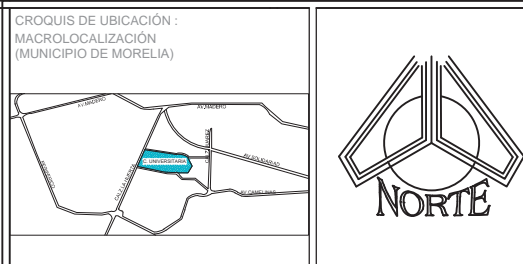 CROQUIS DE UBICACIÓN :
MACROLOCALIZACIÓN
(MUNICIPIO DE MORELIA)
AV.MADERO
AV.MADERO
C. UNIVERSITARIA
AV.SOLIDARIDAD
AV.CAMELINAS
NORTE